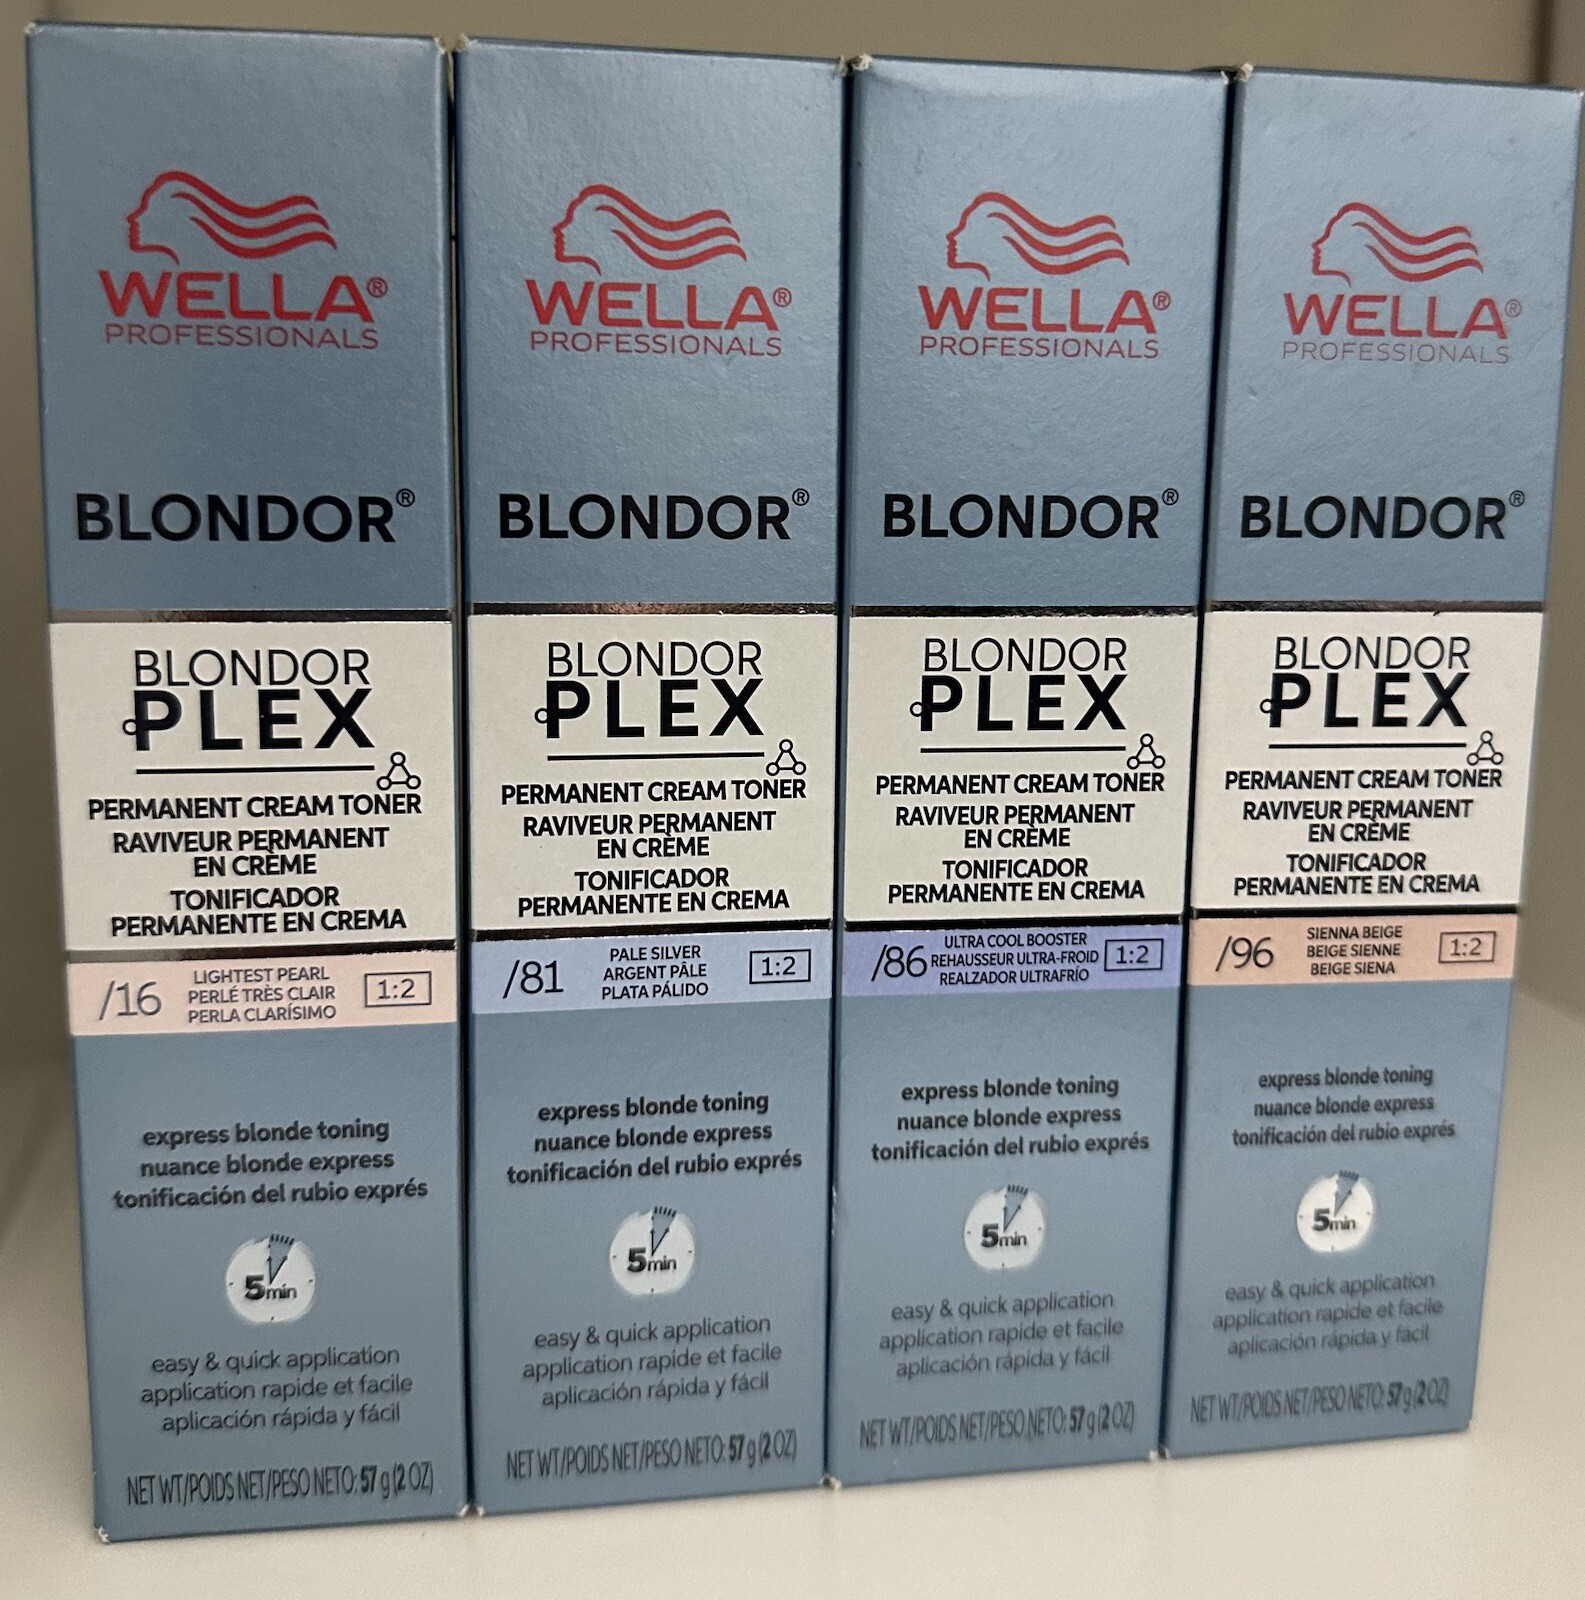 WELLA®
PROFESSIONALS
BLONDOR®
BLONDOR
PLEX
PERMANENT CREAM TONER
RAVIVEUR PERMANENT
EN CRÈME
TONIFICADOR
PERMANENTE EN CREMA
/16
LIGHTEST PEARL
PERLÉ TRÈS CLAIR
PERLA CLARÍSIMO
1:2
express blonde toning
nuance blonde express
tonificación del rubio exprés
5min
easy & quick application
application rapide et facile
aplicación rápida y fácil
NET WT/POIDS NET/PESO NETO: 57 g (2 OZ)
WELLA®
PROFESSIONALS
BLONDOR®
BLONDOR
PLEX
PERMANENT CREAM TONER
RAVIVEUR PERMANENT
EN CRÈME
TONIFICADOR
PERMANENTE EN CREMA
/81
PALE SILVER
ARGENT PÂLE
PLATA PÁLIDO
1:2
express blonde toning
nuance blonde express
tonificación del rubio exprés
5min
easy & quick application
application rapide et facile
aplicación rápida y fácil
NET WT/POIDS NET/PESO NETO: 57 g (2 OZ)
WELLA®
PROFESSIONALS
BLONDOR®
BLONDOR
PLEX
PERMANENT CREAM TONER
RAVIVEUR PERMANENT
EN CRÈME
TONIFICADOR
PERMANENTE EN CREMA
/86
ULTRA COOL BOOSTER
REHAUSSEUR ULTRA-FROID
REALZADOR ULTRAFRÍO
1:2
express blonde toning
nuance blonde express
tonificación del rubio exprés
5min
easy & quick application
application rapide et facile
aplicación rápida y fácil
NET WT/POIDS NET/PESO NETO: 57 g (2 OZ)
WELLA®
PROFESSIONALS
BLONDOR®
BLONDOR
PLEX
PERMANENT CREAM TONER
RAVIVEUR PERMANENT
EN CRÈME
TONIFICADOR
PERMANENTE EN CREMA
/96
SIENNA BEIGE
BEIGE SIENNE
BEIGE SIENA
1:2
express blonde toning
nuance blonde express
tonificación del rubio exprés
5min
easy & quick application
application rapide et facile
aplicación rápida y fácil
NET WT/POIDS NET/PESO NETO: 57 g (2 OZ)